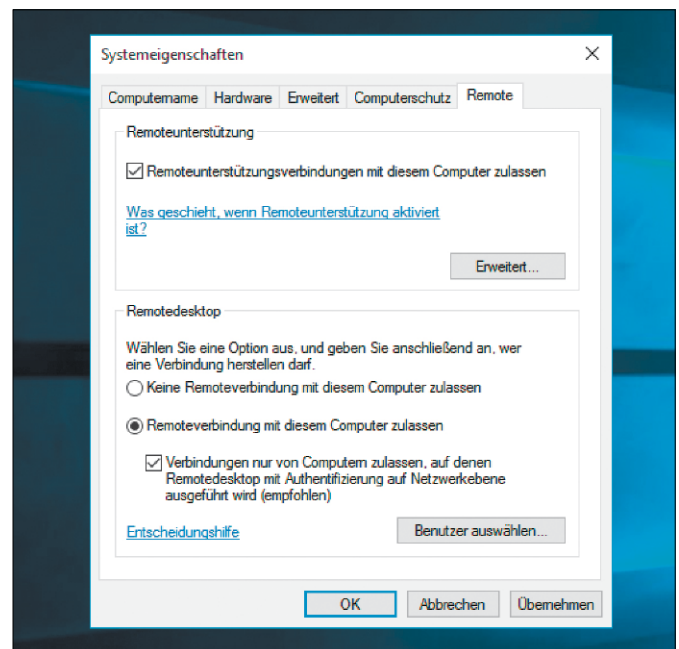 Systemeigenschaften
Computername Hardware Erweitert Computerschutz Remote
Remoteunterstützung
Remoteunterstützungsverbindungen mit diesem Computer zulassen
Was geschieht, wenn Remoteunterstützung aktiviert
ist?
Erweitert...
Remotedesktop
Wählen Sie eine Option aus, und geben Sie anschließend an, wer
eine Verbindung herstellen darf.
Keine Remoteverbindung mit diesem Computer zulassen
Remoteverbindung mit diesem Computer zulassen
Verbindungen nur von Computern zulassen, auf denen
Remotedesktop mit Authentifizierung auf Netzwerkebene
ausgeführt wird (empfohlen)
Entscheidungshilfe Benutzer auswählen...
OK Abbrechen Übernehmen